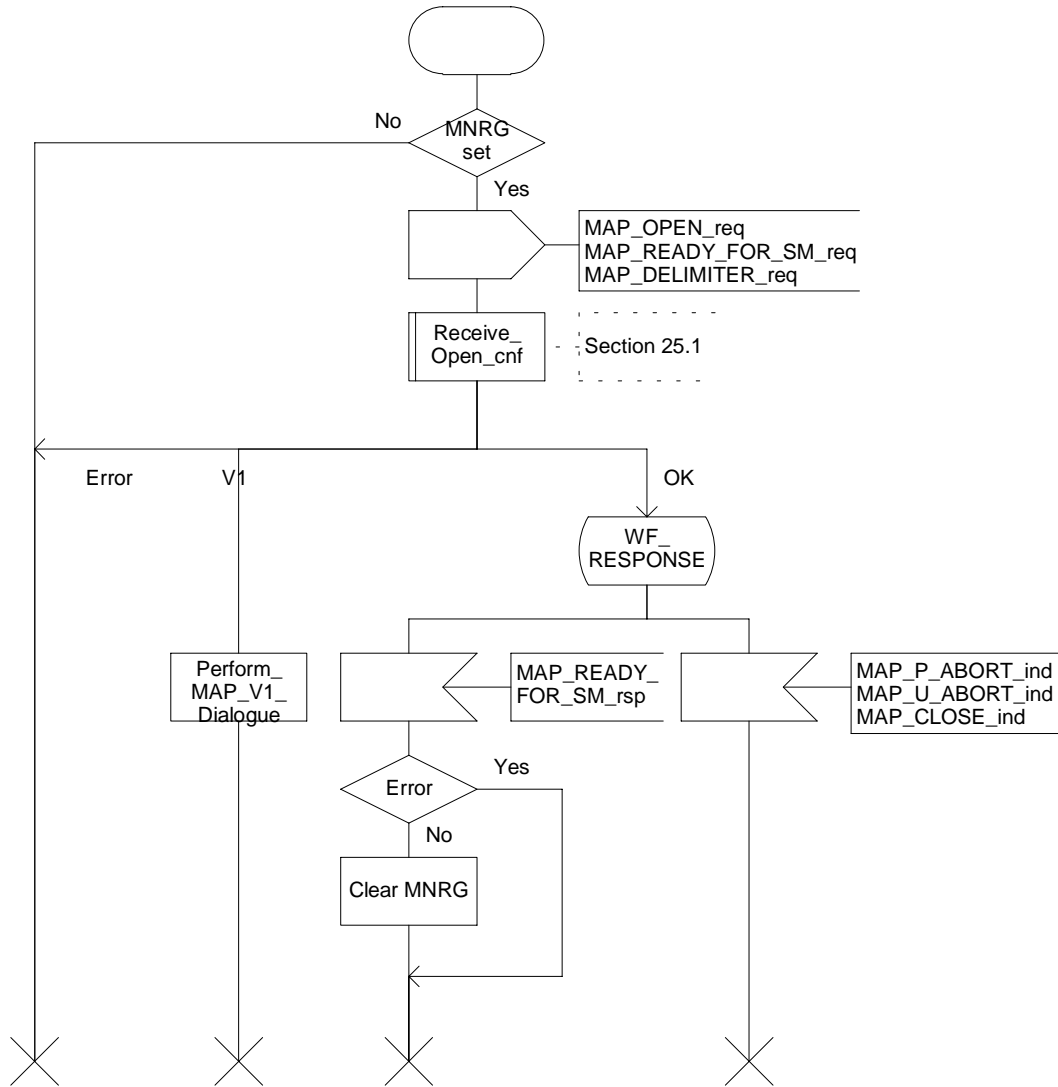 No
MNRG
set
Yes
MAP_OPEN_req
MAP_READY_FOR_SM_req
MAP_DELIMITER_req
Receive_
Open_cnf
Section 25.1
Error
V1
OK
WF_
RESPONSE
Perform_
MAP_V1_
Dialogue
MAP_READY_
FOR_SM_rsp
MAP_P_ABORT_ind
MAP_U_ABORT_ind
MAP_CLOSE_ind
Error
Yes
No
Clear MNRG